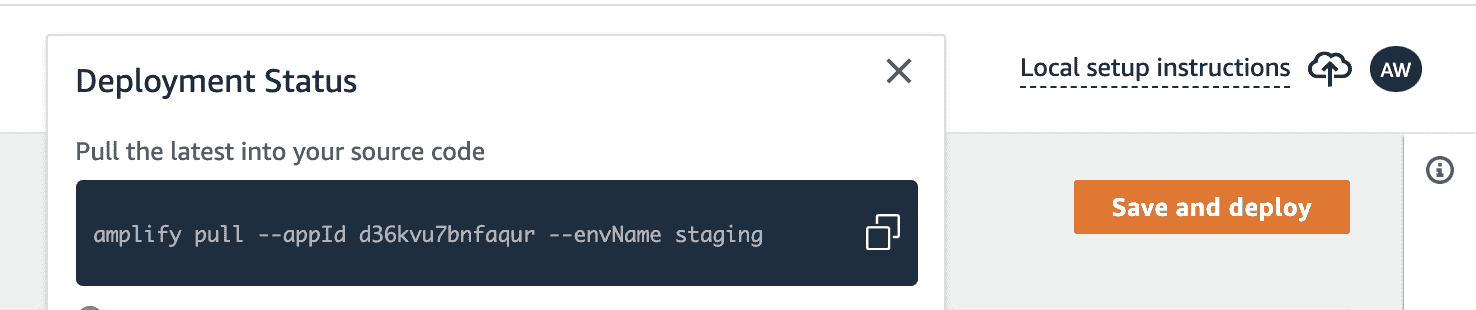 Deployment Status
Local setup instructions
AW
Pull the latest into your source code
amplify pull --appId d36kvu7bnfaqur --envName staging
Save and deploy